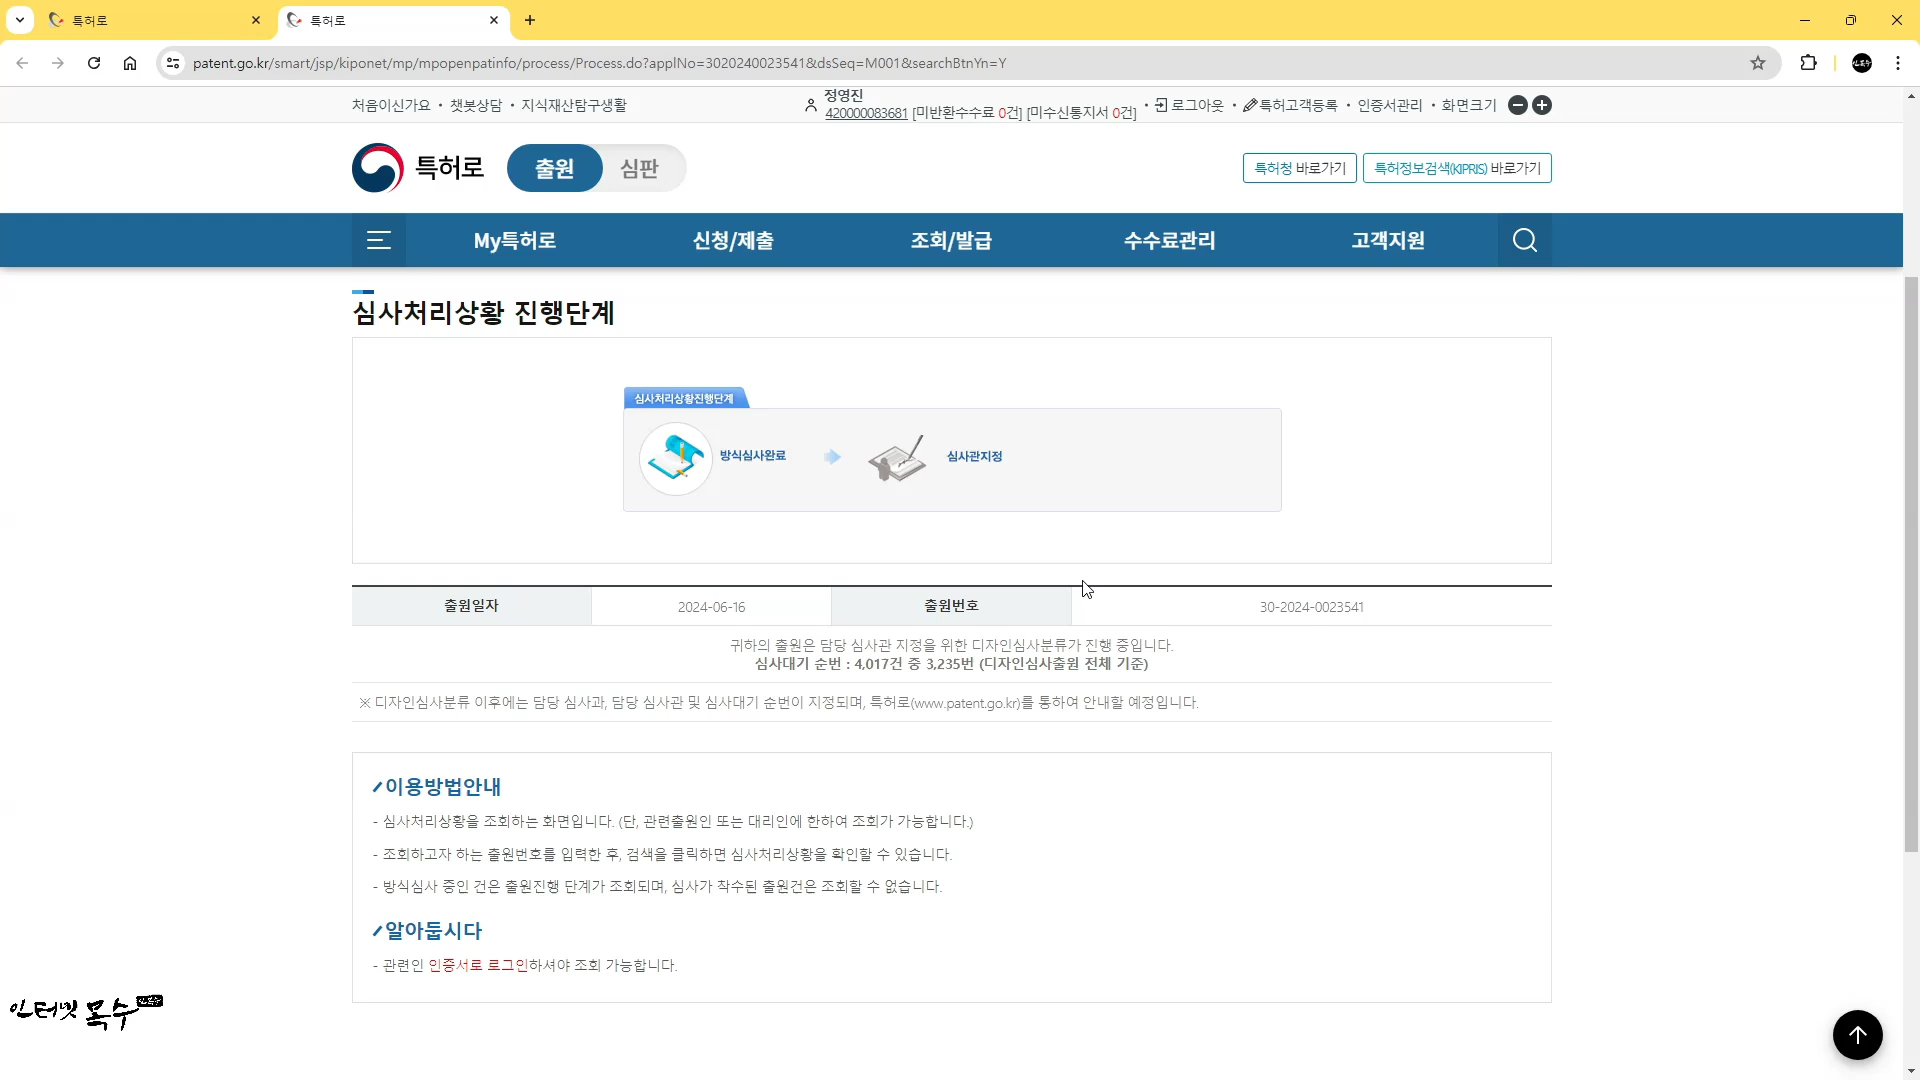 특허로
특허로
patent.go.kr/smart/jsp/kiponet/mp/mpopenpatinfo/process/Process.do?applNo=3020240023541&dsSeq=M001&searchBtnYn=Y
처음이신가요 • 챗봇상담 • 지식재산탐구생활
정영진
420000083681 [미반환수수료 0건] [미수신통지서 0건]
• 로그아웃 • 특허고객등록 • 인증서관리 • 화면크기
특허로
출원
심판
특허청 바로가기
특허정보검색(KIPRIS) 바로가기
My특허로
신청/제출
조회/발급
수수료관리
고객지원
심사처리상황 진행단계
심사처리상황진행단계
방식심사완료
심사관지정
출원일자
2024-06-16
출원번호
30-2024-0023541
귀하의 출원은 담당 심사관 지정을 위한 디자인심사분류가 진행 중입니다.
심사대기 순번 : 4,017건 중 3,235번 (디자인심사출원 전체 기준)
※ 디자인심사분류 이후에는 담당 심사과, 담당 심사관 및 심사대기 순번이 지정되며, 특허로(www.patent.go.kr)를 통하여 안내할 예정입니다.
이용방법안내
- 심사처리상황을 조회하는 화면입니다. (단, 관련출원인 또는 대리인에 한하여 조회가 가능합니다.)
- 조회하고자 하는 출원번호를 입력한 후, 검색을 클릭하면 심사처리상황을 확인할 수 있습니다.
- 방식심사 중인 건은 출원진행 단계가 조회되며, 심사가 착수된 출원건은 조회할 수 없습니다.
알아둡시다
- 관련인 인증서로 로그인하셔야 조회 가능합니다.
인터넷 목수